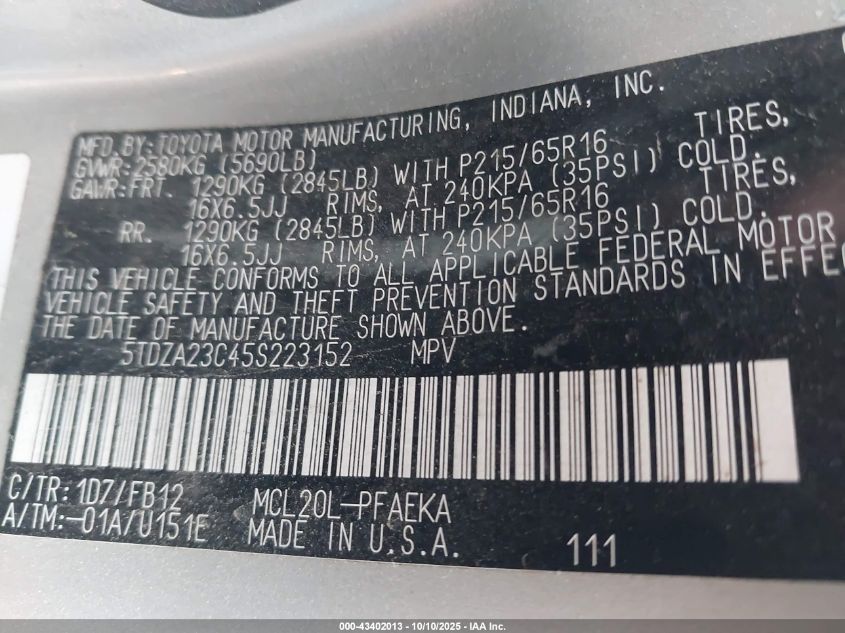 MFD.BY:TOYOTA MOTOR MANUFACTURING, INDIANA, INC.
GVWR:2580KG (5690LB)
GAWR:FRT. 1290KG (2845LB) WITH P215/65R16 TIRES,
16X6.5JJ RIMS, AT 240KPA (35PSI) COLD.
RR. 1290KG (2845LB) WITH P215/65R16 TIRES,
16X6.5JJ RIMS, AT 240KPA (35PSI) COLD.
THIS VEHICLE CONFORMS TO ALL APPLICABLE FEDERAL MOTOR
VEHICLE SAFETY AND THEFT PREVENTION STANDARDS IN EFFE
THE DATE OF MANUFACTURE SHOWN ABOVE.
5TDZA23C45S223152 MPV
C/TR:1D7/FB12 MCL20L-PFAEKA
A/TM:-01A/U151E MADE IN U.S.A. 111
000-43402013 - 10/10/2025 - IAA Inc.